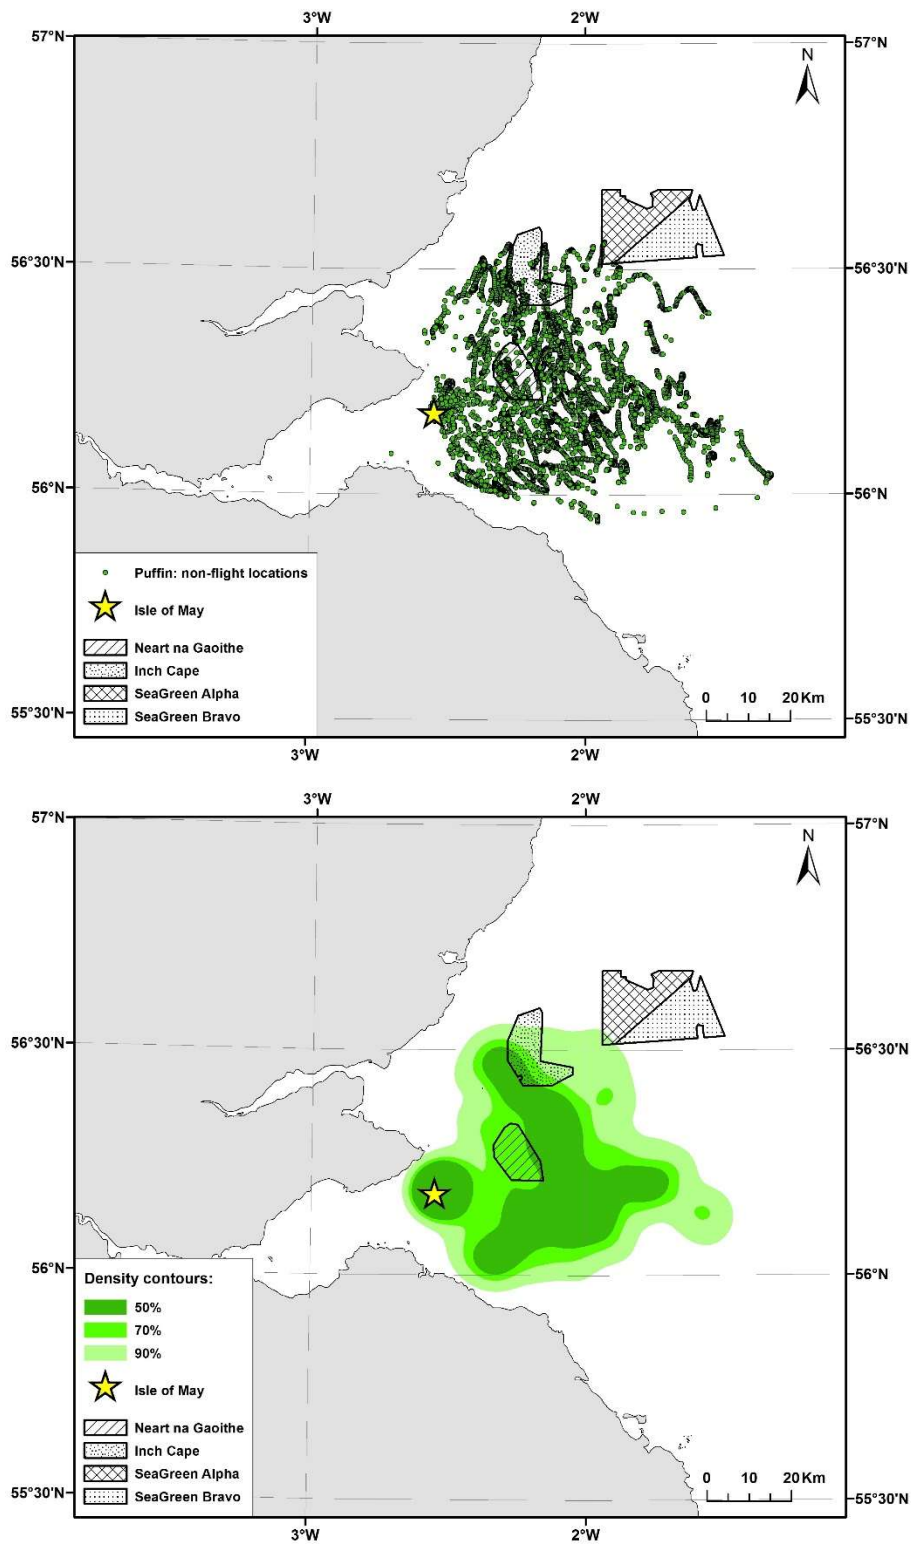 3°W 2°W
57°N 57°N
N
56°30'N 56°30'N
56°N 56°N
Puffin: non-flight locations
Isle of May
Neart na Gaoithe
Inch Cape
SeaGreen Alpha
SeaGreen Bravo
0 10 20 Km
55°30'N 55°30'N
3°W 2°W
3°W 2°W
57°N 57°N
N
56°30'N 56°30'N
56°N 56°N
Density contours:
50%
70%
90%
Isle of May
Neart na Gaoithe
Inch Cape
SeaGreen Alpha
SeaGreen Bravo
0 10 20 Km
55°30'N 55°30'N
3°W 2°W